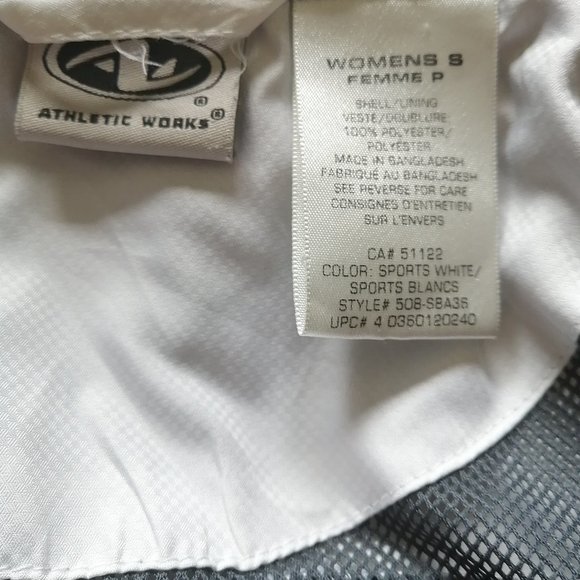 AW
®
ATHLETIC WORKS®
WOMENS S
FEMME P
SHELL/LINING
VESTE/DOUBLURE:
100% POLYESTER/
POLYESTER
MADE IN BANGLADESH
FABRIQUÉ AU BANGLADESH
SEE REVERSE FOR CARE
CONSIGNES D'ENTRETIEN
SUR L'ENVERS
CA# 51122
COLOR: SPORTS WHITE/
SPORTS BLANCS
STYLE# 508-SBA36
UPC# 4 0360120240